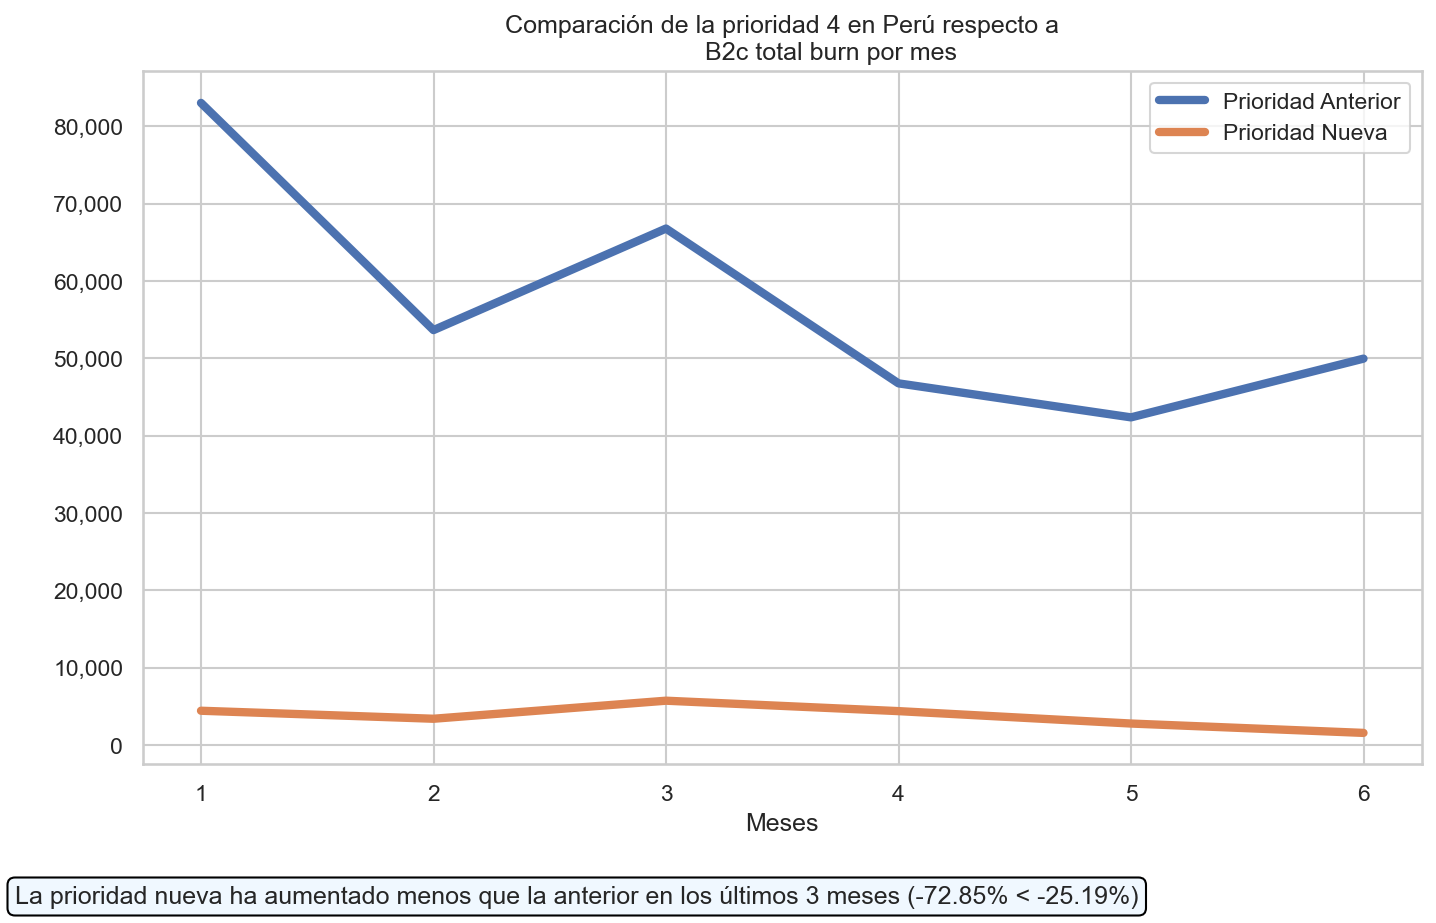 Comparación de la prioridad 4 en Perú respecto a
B2c total burn por mes
Prioridad Anterior
Prioridad Nueva
80,000
70,000
60,000
50,000
40,000
30,000
20,000
10,000
0
1 2 3 4 5 6
Meses
La prioridad nueva ha aumentado menos que la anterior en los últimos 3 meses (-72.85% < -25.19%)